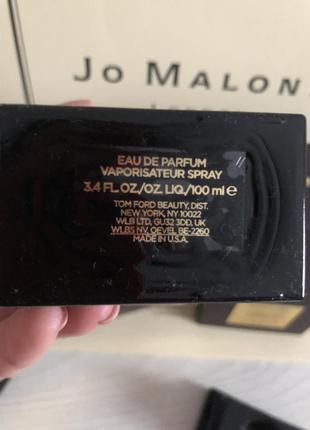 JO MALON
EAU DE PARFUM
VAPORISATEUR SPRAY
3.4 FL.OZ./OZ. LIQ./100 ml e
TOM FORD BEAUTY, DIST.
NEW YORK, NY 10022
WLB LTD, GU32 3DD, UK
WLBS NV, OEVEL BE-2260
MADE IN U.S.A.